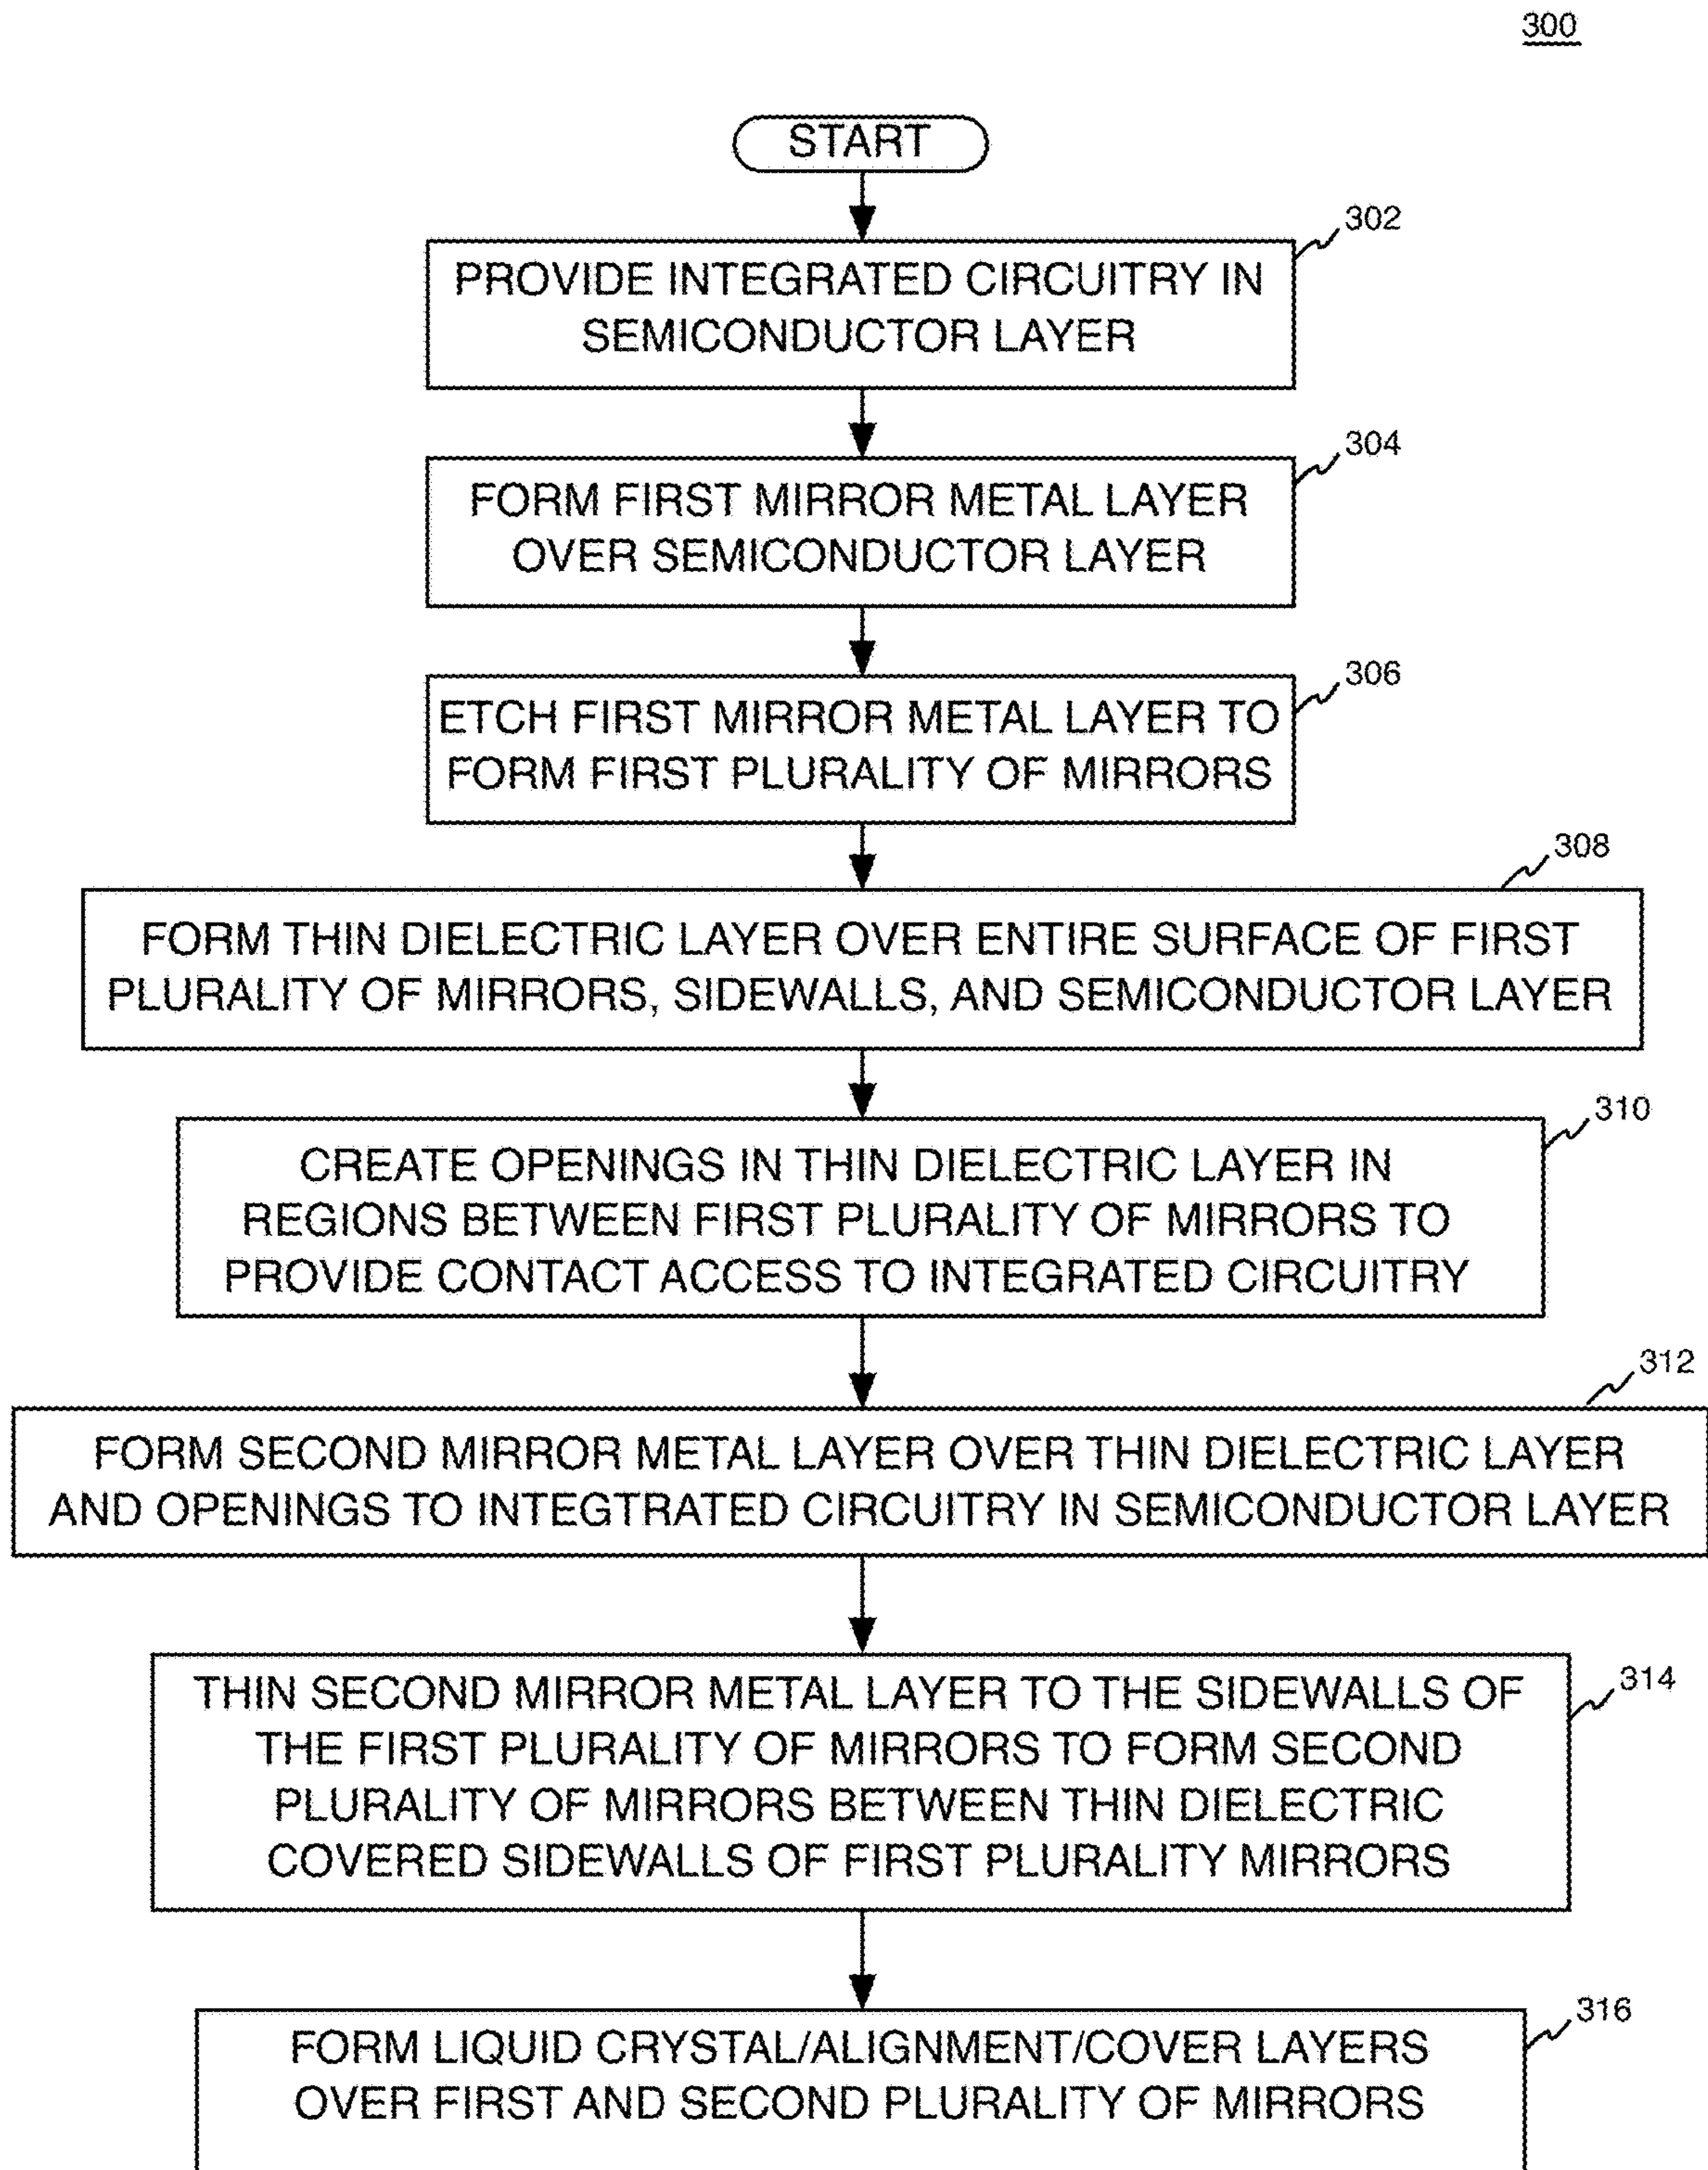 300
START
302
PROVIDE INTEGRATED CIRCUITRY IN
SEMICONDUCTOR LAYER
304
FORM FIRST MIRROR METAL LAYER
OVER SEMICONDUCTOR LAYER
306
ETCH FIRST MIRROR METAL LAYER TO
FORM FIRST PLURALITY OF MIRRORS
308
FORM THIN DIELECTRIC LAYER OVER ENTIRE SURFACE OF FIRST
PLURALITY OF MIRRORS, SIDEWALLS, AND SEMICONDUCTOR LAYER
310
CREATE OPENINGS IN THIN DIELECTRIC LAYER IN
REGIONS BETWEEN FIRST PLURALITY OF MIRRORS TO
PROVIDE CONTACT ACCESS TO INTEGRATED CIRCUITRY
312
FORM SECOND MIRROR METAL LAYER OVER THIN DIELECTRIC LAYER
AND OPENINGS TO INTEGTRATED CIRCUITRY IN SEMICONDUCTOR LAYER
314
THIN SECOND MIRROR METAL LAYER TO THE SIDEWALLS OF
THE FIRST PLURALITY OF MIRRORS TO FORM SECOND
PLURALITY OF MIRRORS BETWEEN THIN DIELECTRIC
COVERED SIDEWALLS OF FIRST PLURALITY MIRRORS
316
FORM LIQUID CRYSTAL/ALIGNMENT/COVER LAYERS
OVER FIRST AND SECOND PLURALITY OF MIRRORS